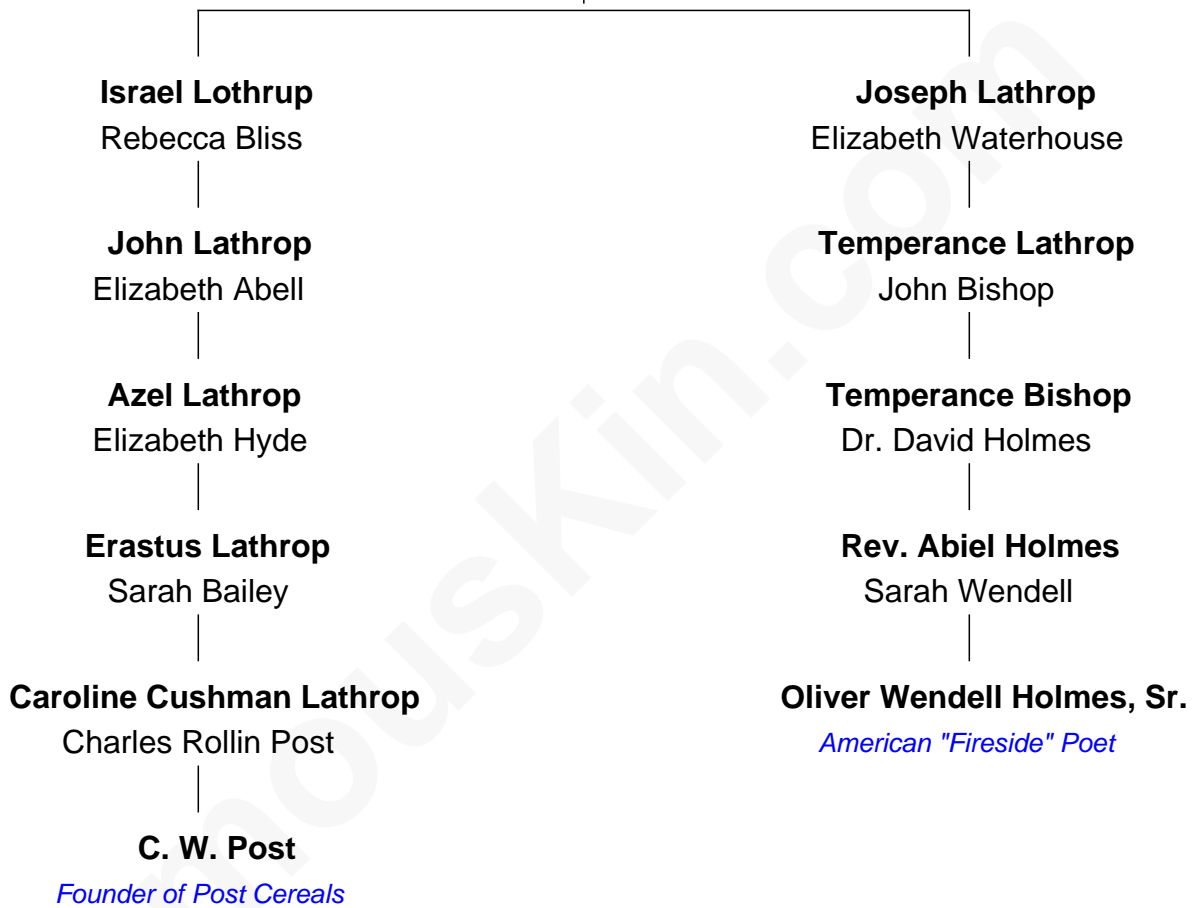 Israel Lothrup
Rebecca Bliss
John Lathrop
Elizabeth Abell
Azel Lathrop
Elizabeth Hyde
Erastus Lathrop
Sarah Bailey
Caroline Cushman Lathrop
Charles Rollin Post
C. W. Post
Founder of Post Cereals
Joseph Lathrop
Elizabeth Waterhouse
Temperance Lathrop
John Bishop
Temperance Bishop
Dr. David Holmes
Rev. Abiel Holmes
Sarah Wendell
Oliver Wendell Holmes, Sr.
American "Fireside" Poet
mouskin.com